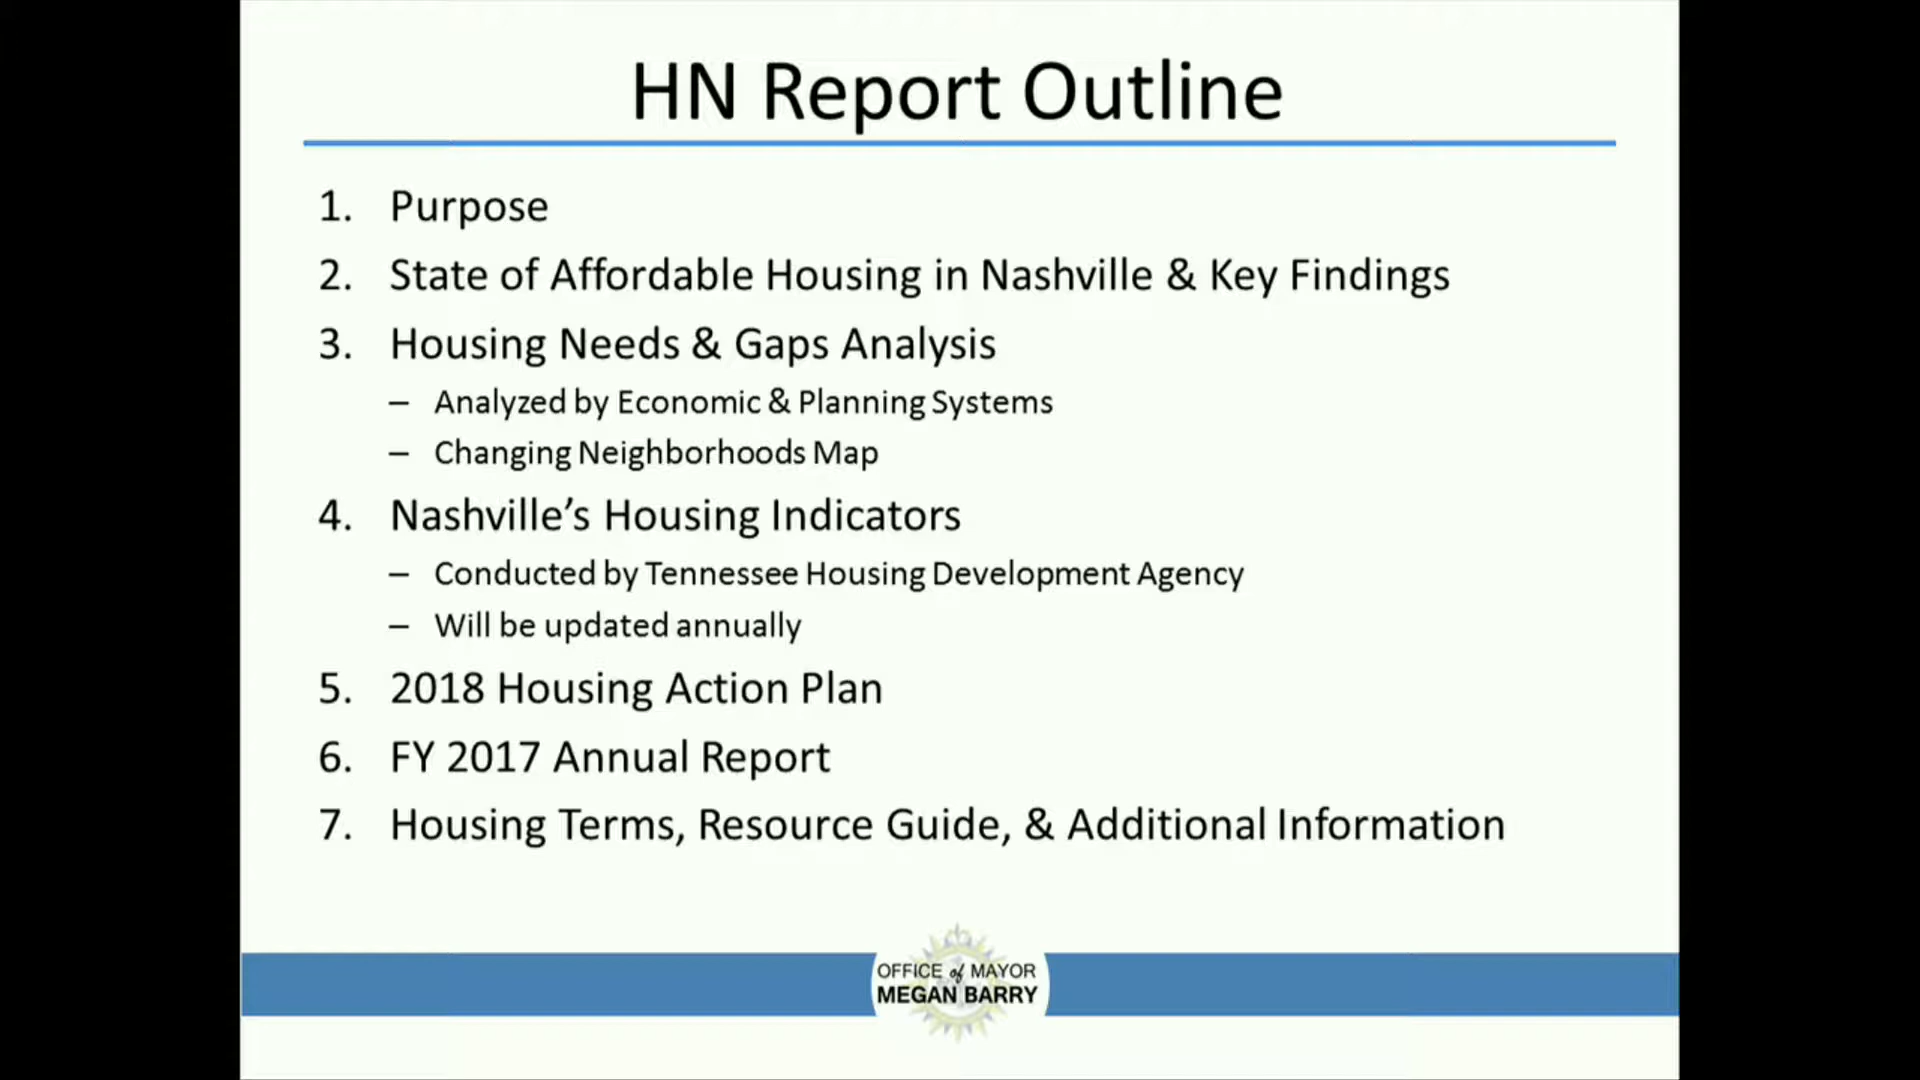 HN Report Outline
1. Purpose
2. State of Affordable Housing in Nashville & Key Findings
3. Housing Needs & Gaps Analysis
– Analyzed by Economic & Planning Systems
– Changing Neighborhoods Map
4. Nashville’s Housing Indicators
– Conducted by Tennessee Housing Development Agency
– Will be updated annually
5. 2018 Housing Action Plan
6. FY 2017 Annual Report
7. Housing Terms, Resource Guide, & Additional Information
OFFICE of MAYOR
MEGAN BARRY